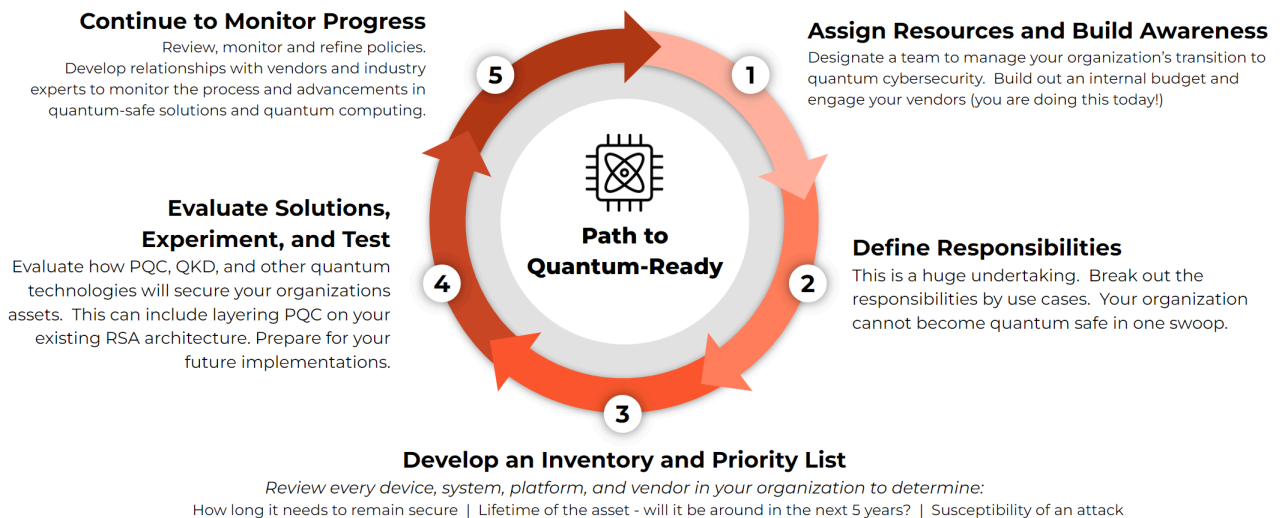 Path to
Quantum-Ready
1
Assign Resources and Build Awareness
Designate a team to manage your organization's transition to
quantum cybersecurity.  Build out an internal budget and
engage your vendors (you are doing this today!)
2
Define Responsibilities
This is a huge undertaking.  Break out the
responsibilities by use cases.  Your organization
cannot become quantum safe in one swoop.
3
Develop an Inventory and Priority List
Review every device, system, platform, and vendor in your organization to determine:
How long it needs to remain secure  |  Lifetime of the asset - will it be around in the next 5 years?  |  Susceptibility of an attack
4
Evaluate Solutions,
Experiment, and Test
Evaluate how PQC, QKD, and other quantum
technologies will secure your organizations
assets.  This can include layering PQC on your
existing RSA architecture. Prepare for your
future implementations.
5
Continue to Monitor Progress
Review, monitor and refine policies.
Develop relationships with vendors and industry
experts to monitor the process and advancements in
quantum-safe solutions and quantum computing.